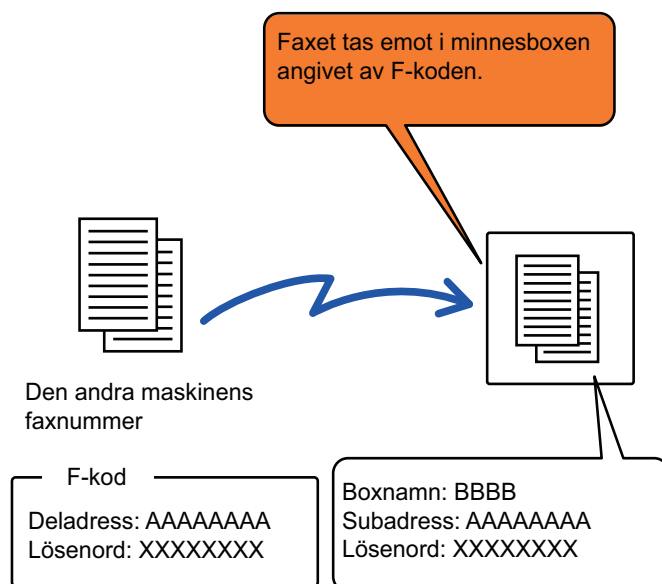 Faxet tas emot i minnesboxen
angivet av F-koden.
Den andra maskinens
faxnummer
F-kod
Deladress: AAAAAAAA
Lösenord: XXXXXXXX
Boxnamn: BBBB
Subadress: AAAAAAAA
Lösenord: XXXXXXXX